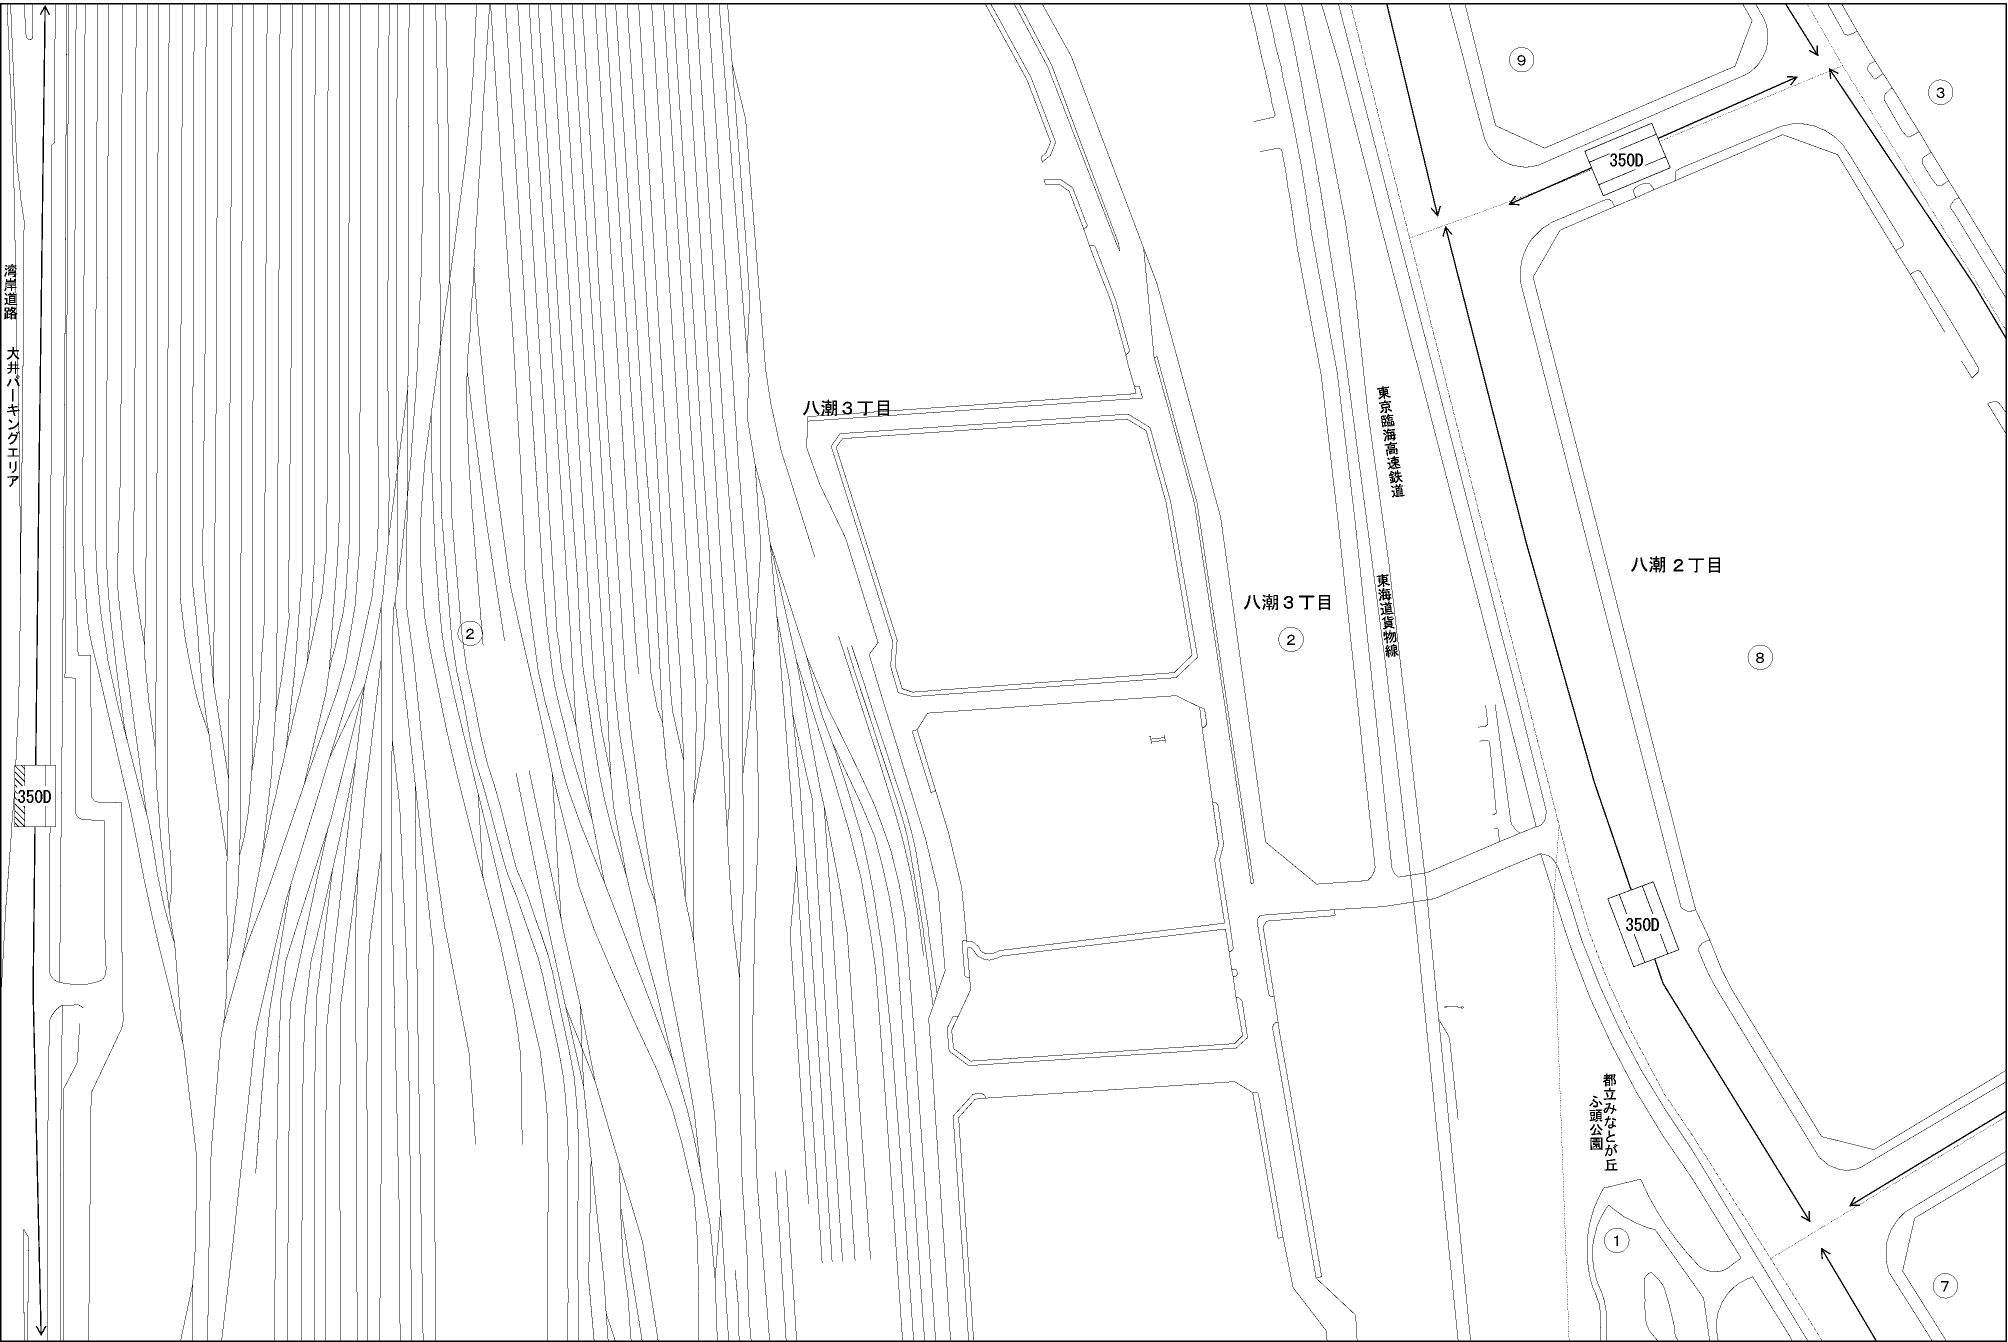 ⑨
③
350D
湾岸道路　大井パーキングエリア
八潮３丁目
東京臨海高速鉄道
八潮２丁目
東海道貨物線
八潮３丁目
②
②
⑧
350D
350D
都立みなとが丘
ふ頭公園
①
⑦